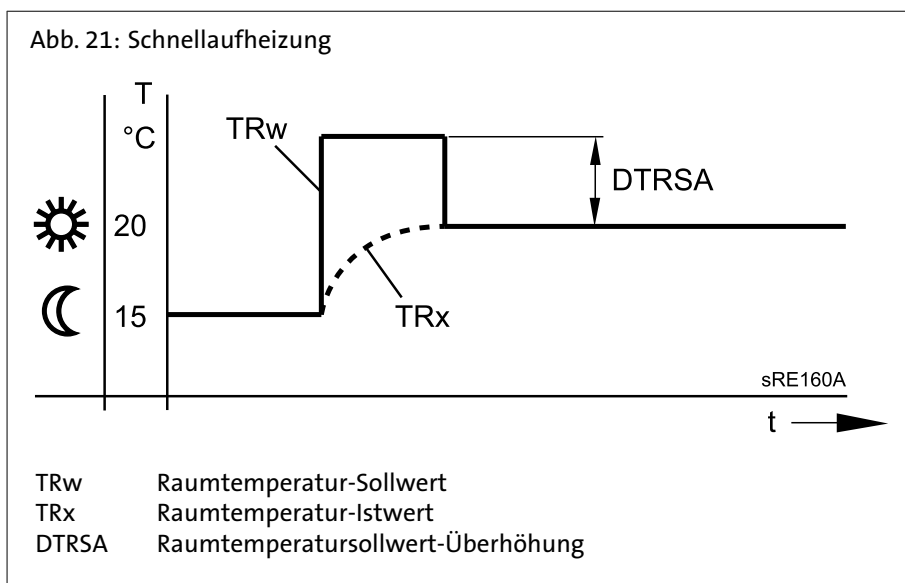 Abb. 21: Schnellaufheizung
T
°C
TRw
DTRSA
20
15
TRx
sRE160A
t
TRw Raumtemperatur-Sollwert
TRx Raumtemperatur-Istwert
DTRSA Raumtemperatursollwert-Überhöhung